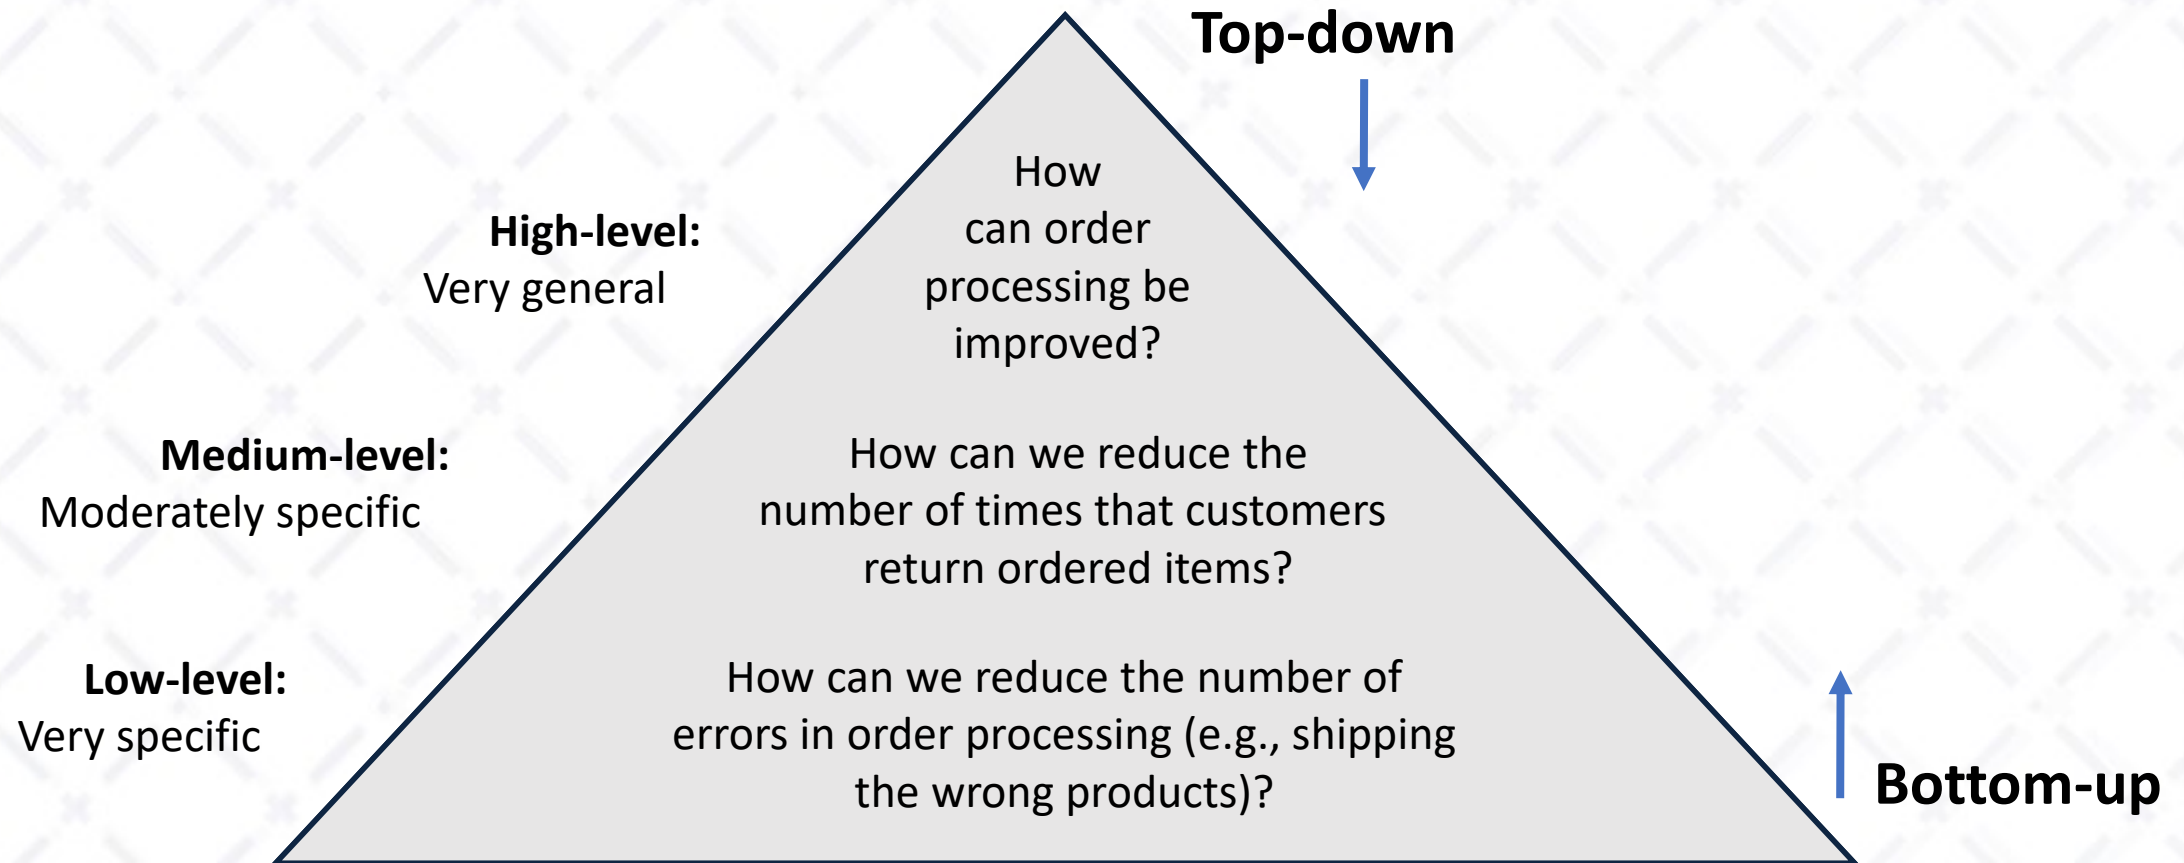 Top-down
How
can order
processing be
improved?
High-level:
Very general
How can we reduce the
number of times that customers
return ordered items?
Medium-level:
Moderately specific
How can we reduce the number of
errors in order processing (e.g., shipping
the wrong products)?
Low-level:
Very specific
Bottom-up